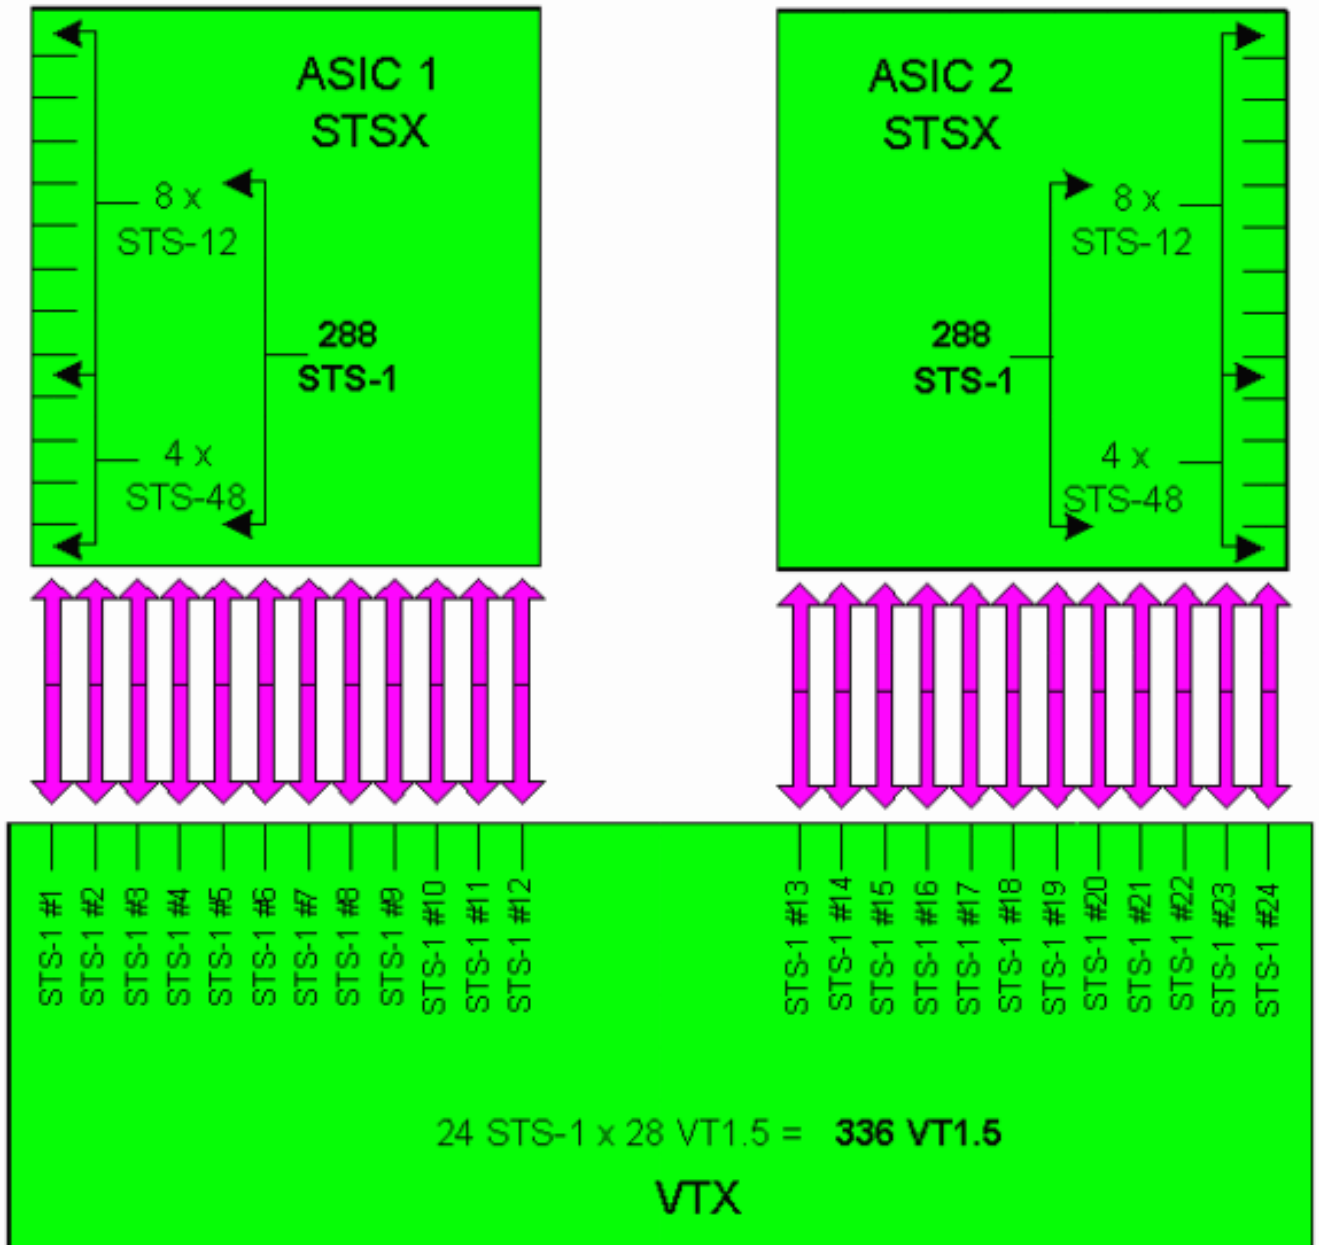 ASIC 1
STSX
8 x
STS-12
288
STS-1
4 x
STS-48
ASIC 2
STSX
8 x
STS-12
288
STS-1
4 x
STS-48
STS-1 #1
STS-1 #2
STS-1 #3
STS-1 #4
STS-1 #5
STS-1 #6
STS-1 #7
STS-1 #8
STS-1 #9
STS-1 #10
STS-1 #11
STS-1 #12
STS-1 #13
STS-1 #14
STS-1 #15
STS-1 #16
STS-1 #17
STS-1 #18
STS-1 #19
STS-1 #20
STS-1 #21
STS-1 #22
STS-1 #23
STS-1 #24
24 STS-1 x 28 VT1.5 = 336 VT1.5
VTX